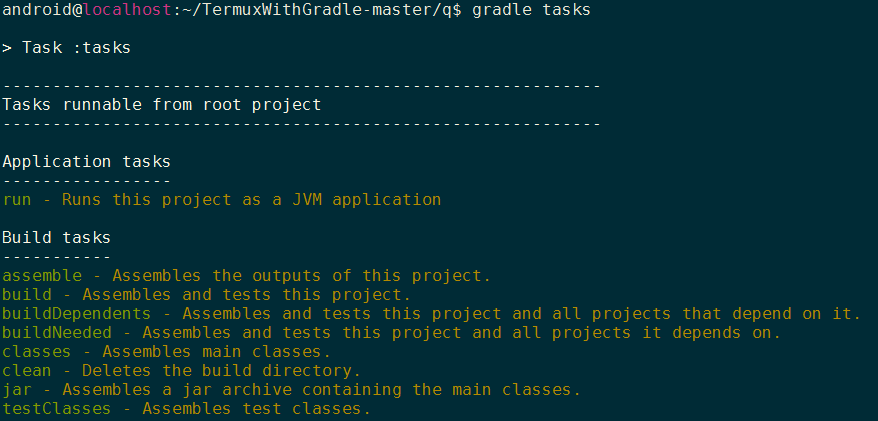 android@localhost:~/TermuxWithGradle-master/q$ gradle tasks
> Task :tasks
------------------------------------------------------------
Tasks runnable from root project
------------------------------------------------------------
Application tasks
-----------------
run - Runs this project as a JVM application
Build tasks
-----------
assemble - Assembles the outputs of this project.
build - Assembles and tests this project.
buildDependents - Assembles and tests this project and all projects that depend on it.
buildNeeded - Assembles and tests this project and all projects it depends on.
classes - Assembles main classes.
clean - Deletes the build directory.
jar - Assembles a jar archive containing the main classes.
testClasses - Assembles test classes.